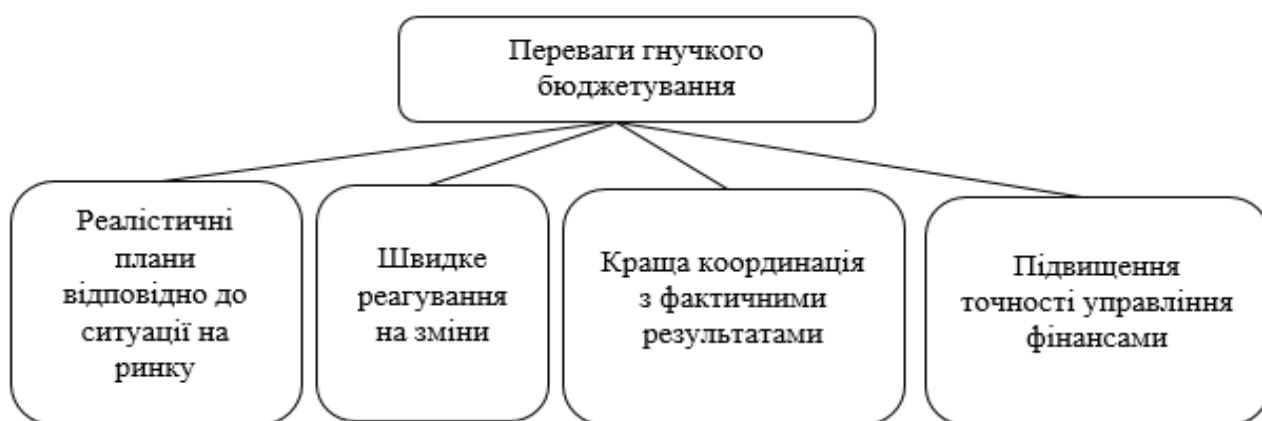 Переваги гнучкого
бюджетування
Реалістичні
плани
відповідно до
ситуації на
ринку
Швидке
реагування
на зміни
Краща координація
з фактичними
результатами
Підвищення
точності управління
фінансами